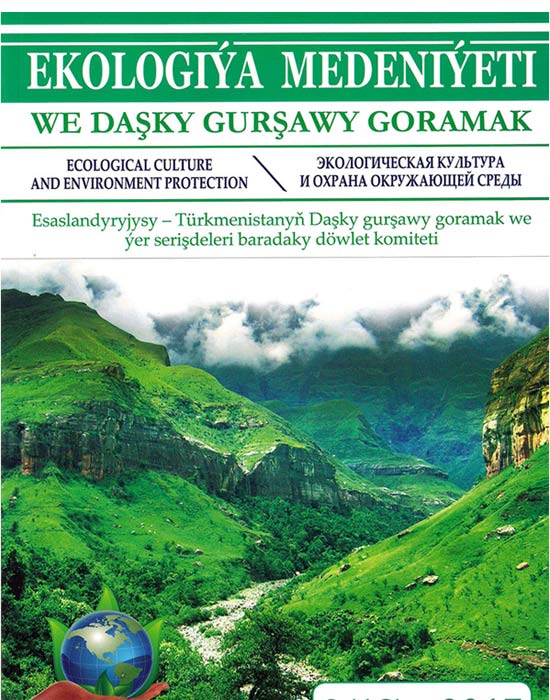 EKOLOGIÝA MEDENIÝETI
WE DAŞKY GURŞAWY GORAMAK
ECOLOGICAL CULTURE
AND ENVIRONMENT PROTECTION
ЭКОЛОГИЧЕСКАЯ КУЛЬТУРА
И ОХРАНА ОКРУЖАЮЩЕЙ СРЕДЫ
Esaslandyryjysy – Türkmenistanyň Daşky gurşawy goramak we
ýer serişdeleri baradaky döwlet komiteti